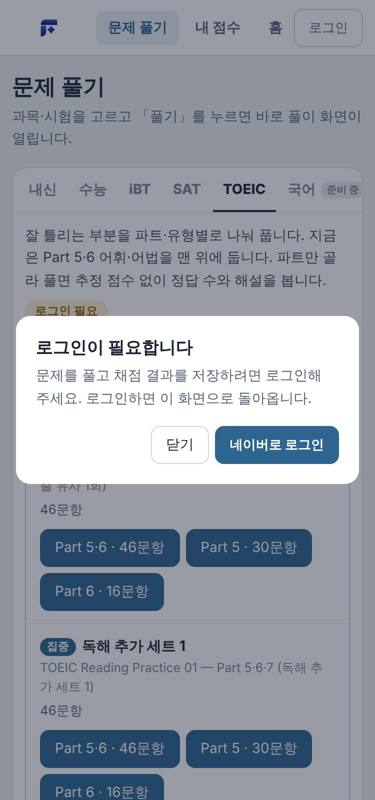 문제 풀기
내 점수
홈
로그인
문제 풀기
과목·시험을 고르고 「풀기」를 누르면 바로 풀이 화면이
열립니다.
내신
수능
iBT
SAT
TOEIC
국어
준비 중
잘 틀리는 부분을 파트·유형별로 나눠 풉니다. 지금
은 Part 5·6 어휘·어법을 맨 위에 둡니다. 파트만 골
라 풀면 추정 점수 없이 정답 수와 해설을 봅니다.
로그인 필요
로그인이 필요합니다
문제를 풀고 채점 결과를 저장하려면 로그인해
주세요. 로그인하면 이 화면으로 돌아옵니다.
닫기
네이버로 로그인
출 유사 1회)
46문항
Part 5·6 · 46문항
Part 5 · 30문항
Part 6 · 16문항
집중
독해 추가 세트 1
TOEIC Reading Practice 01 — Part 5·6·7 (독해 추
가 세트 1)
46문항
Part 5·6 · 46문항
Part 5 · 30문항
Part 6 · 16문항